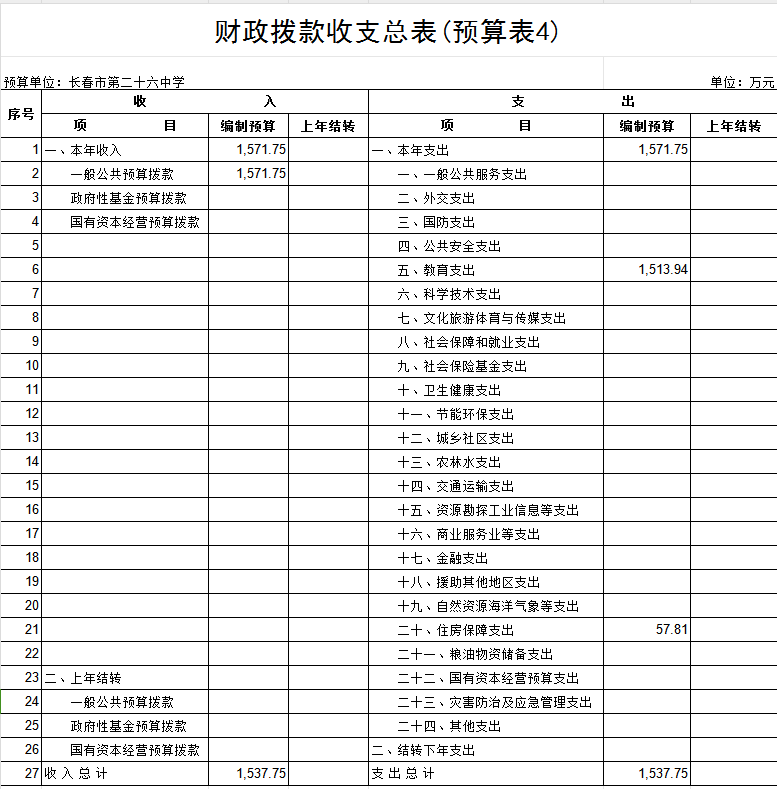 财政拨款收支总表(预算表4)
预算单位：长春市第二十六中学 单位：万元
序号 收 入 支 出
项 目 编制预算 上年结转 项 目 编制预算 上年结转
1 一、本年收入 1,571.75 一、本年支出 1,571.75
2 一般公共预算拨款 1,571.75 一、一般公共服务支出
3 政府性基金预算拨款 二、外交支出
4 国有资本经营预算拨款 三、国防支出
5 四、公共安全支出
6 五、教育支出 1,513.94
7 六、科学技术支出
8 七、文化旅游体育与传媒支出
9 八、社会保障和就业支出
10 九、社会保险基金支出
11 十、卫生健康支出
12 十一、节能环保支出
13 十二、城乡社区支出
14 十三、农林水支出
15 十四、交通运输支出
16 十五、资源勘探工业信息等支出
17 十六、商业服务业等支出
18 十七、金融支出
19 十八、援助其他地区支出
20 十九、自然资源海洋气象等支出
21 二十、住房保障支出 57.81
22 二十一、粮油物资储备支出
23 二、上年结转 二十二、国有资本经营预算支出
24 一般公共预算拨款 二十三、灾害防治及应急管理支出
25 政府性基金预算拨款 二十四、其他支出
26 国有资本经营预算拨款 二、结转下年支出
27 收 入 总 计 1,537.75 支 出 总 计 1,537.75